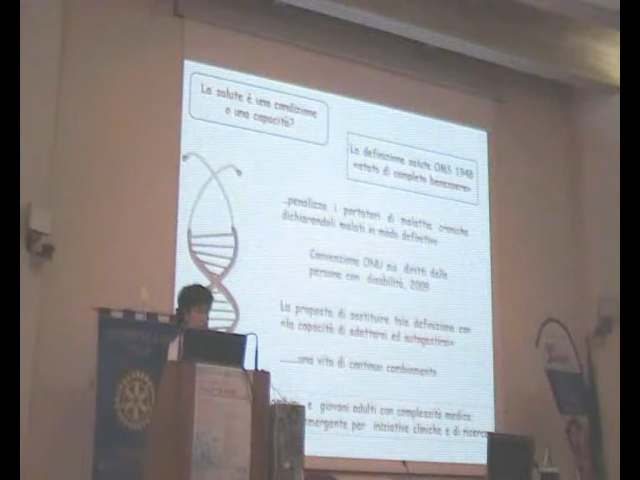 La salute è una condizione
o una capacità?
La definizione salute OMS 1948
«stato di completo benessere»
...penalizza i portatori di malattie croniche
dichiarandoli malati in modo definitivo
Convenzione ONU sui diritti delle
persone con disabilità, 2009
La proposta di sostituire tale definizione con
«la capacità di adattarsi ed autogestirsi»
......una vita di continuo cambiamento
e giovani adulti con complessità medica:
emergente per iniziative cliniche e di ricerca